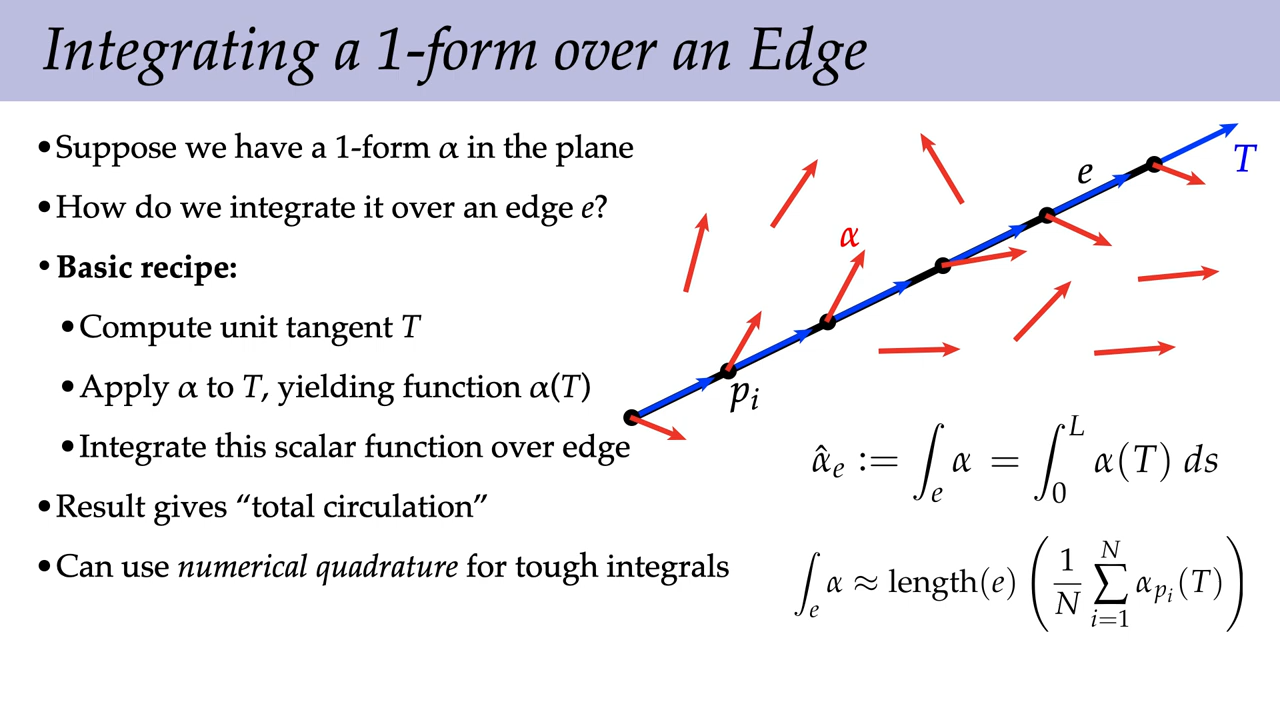 Integrating a 1-form over an Edge
•Suppose we have a 1-form α in the plane
•How do we integrate it over an edge e?
•Basic recipe:
•Compute unit tangent T
•Apply α to T, yielding function α(T)
•Integrate this scalar function over edge
•Result gives “total circulation”
•Can use numerical quadrature for tough integrals
e
T
α
p_i
α̂_e := ∫_e α = ∫_0^L α(T) ds
∫_e α ≈ length(e) (1/N ∑_{i=1}^N α_{p_i}(T))